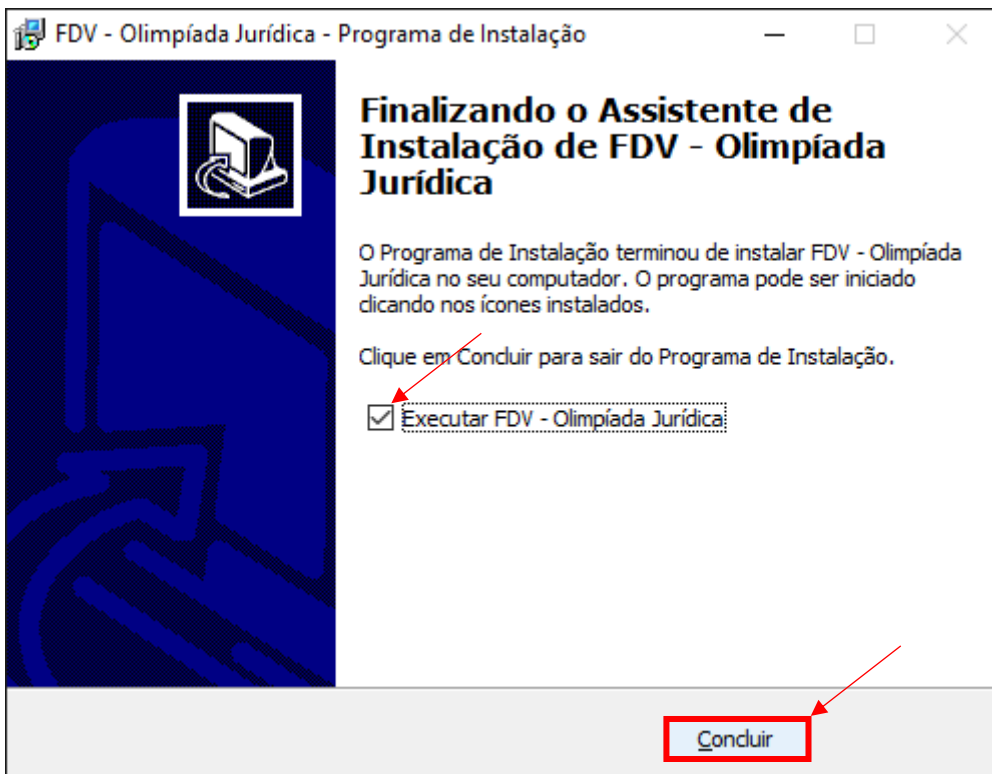 FDV - Olimpíada Jurídica - Programa de Instalação
Finalizando o Assistente de
Instalação de FDV - Olimpíada
Jurídica
O Programa de Instalação terminou de instalar FDV - Olimpíada
Jurídica no seu computador. O programa pode ser iniciado
clicando nos ícones instalados.
Clique em Concluir para sair do Programa de Instalação.
Executar FDV - Olimpíada Jurídica
Concluir